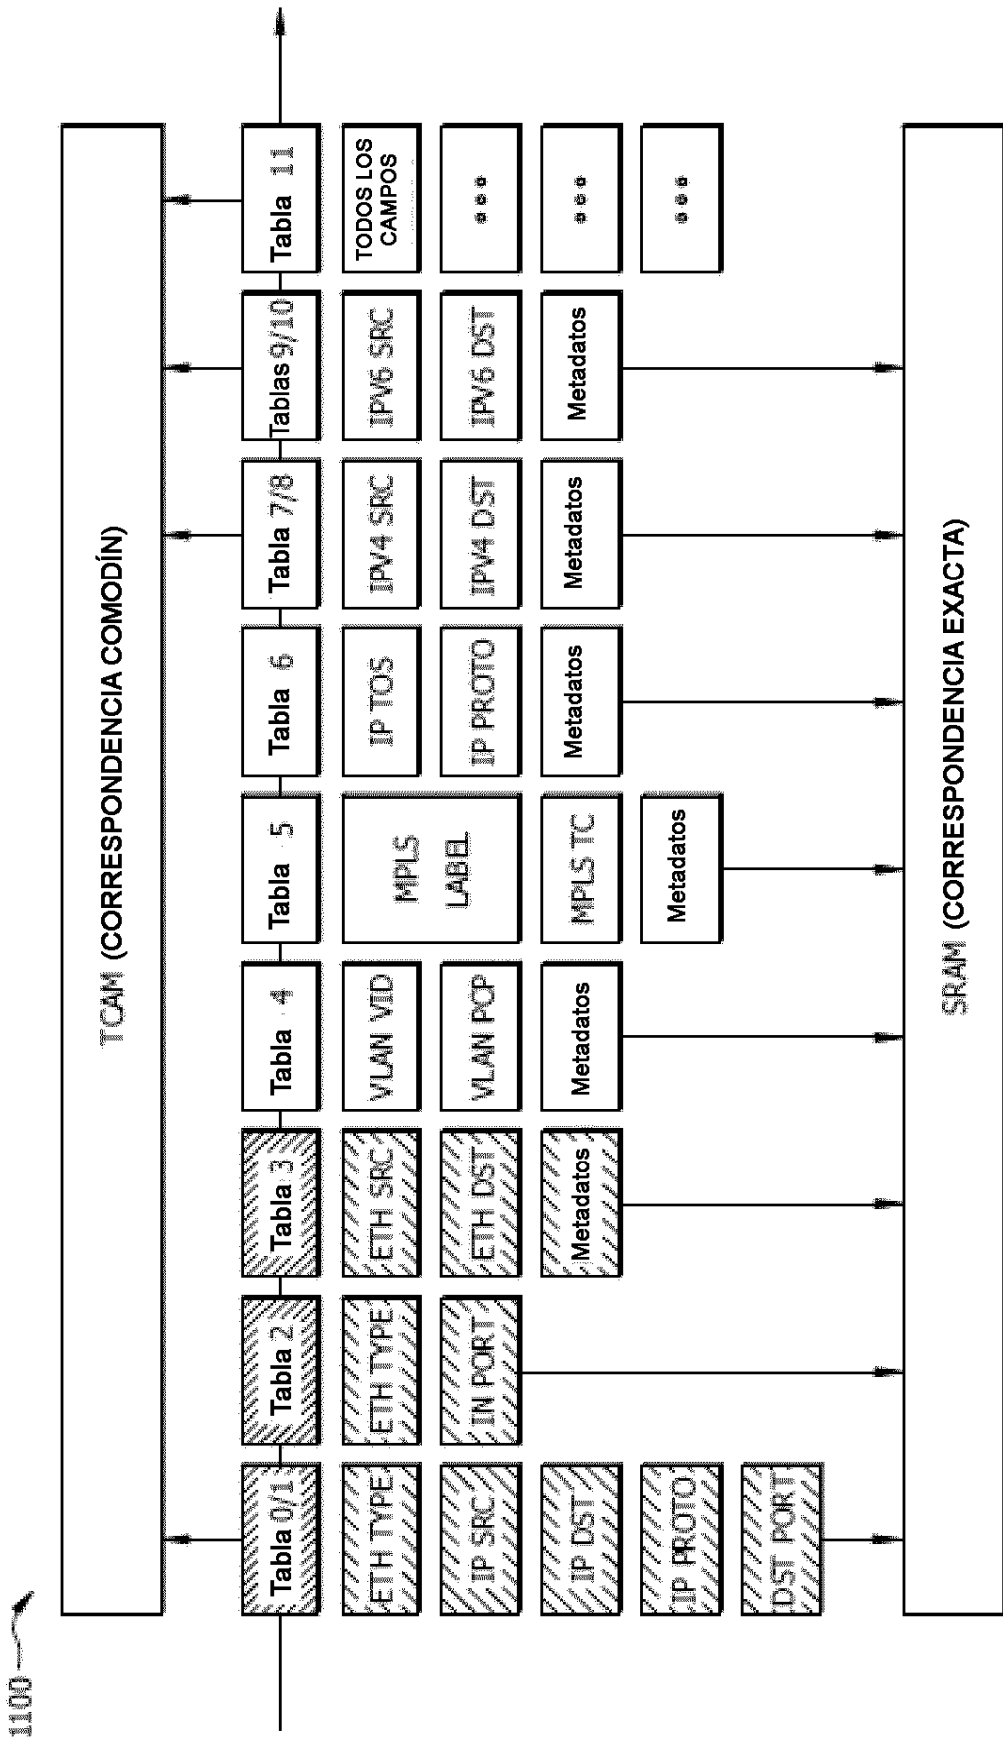 1100
TCAM (CORRESPONDENCIA COMODÍN)
Tabla 0/1
ETH TYPE
IP SRC
IP DST
IP PROTO
DST PORT
Tabla 2
ETH TYPE
IN PORT
Tabla 3
ETH SRC
ETH DST
Metadatos
Tabla 4
VLAN VID
VLAN PCP
Metadatos
Tabla 5
MPLS
LABEL
MPLS TC
Metadatos
Tabla 6
IP TOS
IP PROTO
Metadatos
Tabla 7/8
IPV4 SRC
IPV4 DST
Metadatos
Tablas 9/10
IPV6 SRC
IPV6 DST
Metadatos
Tabla 11
TODOS LOS
CAMPOS
•••
•••
•••
SRAM (CORRESPONDENCIA EXACTA)